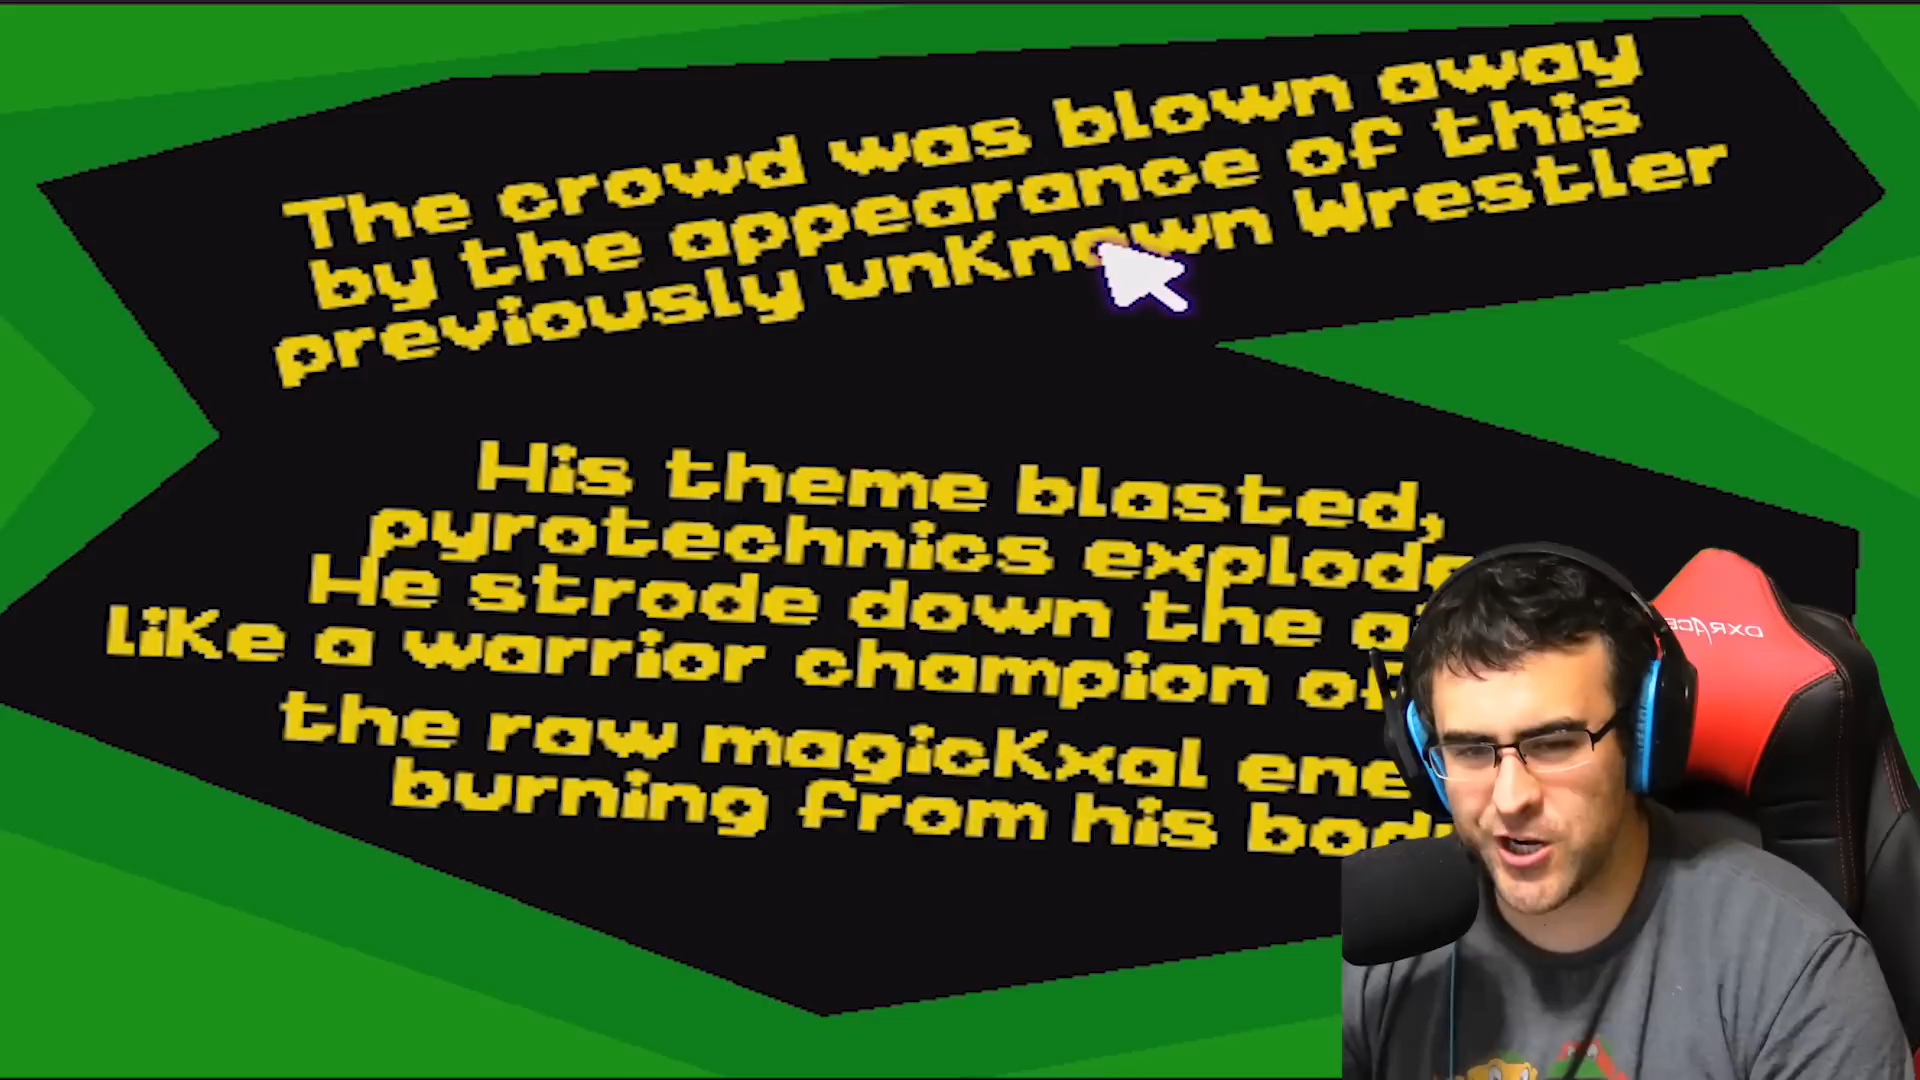 The crowd was blown away
by the appearance of this
previously unKnown Wrestler
His theme blasted,
pyrotechnics
He strode down the
liKe a warrior champion
the raw magicKxal
burning from his
DXRACER